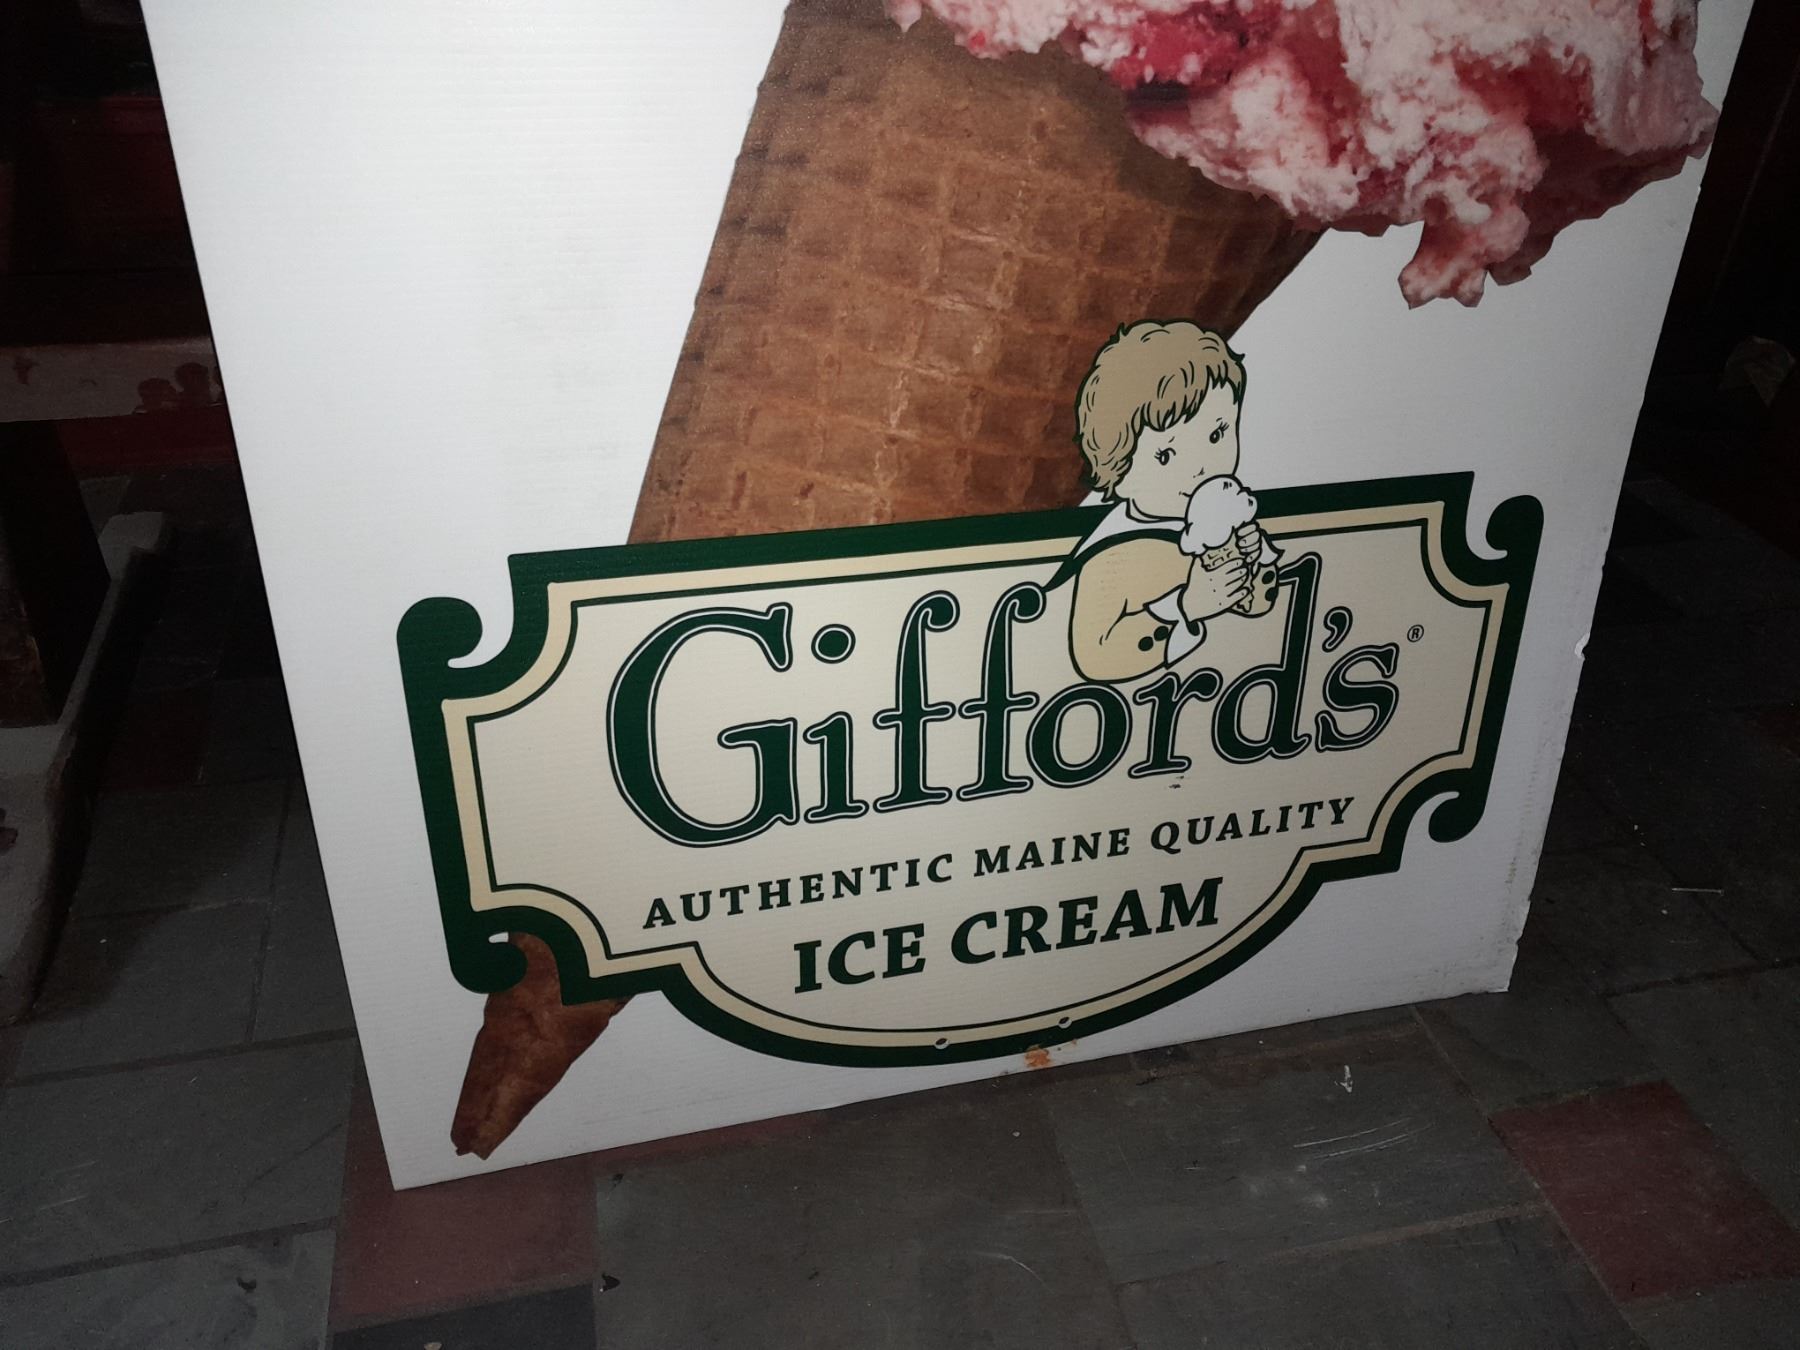 Gifford's®
AUTHENTIC MAINE QUALITY
ICE CREAM